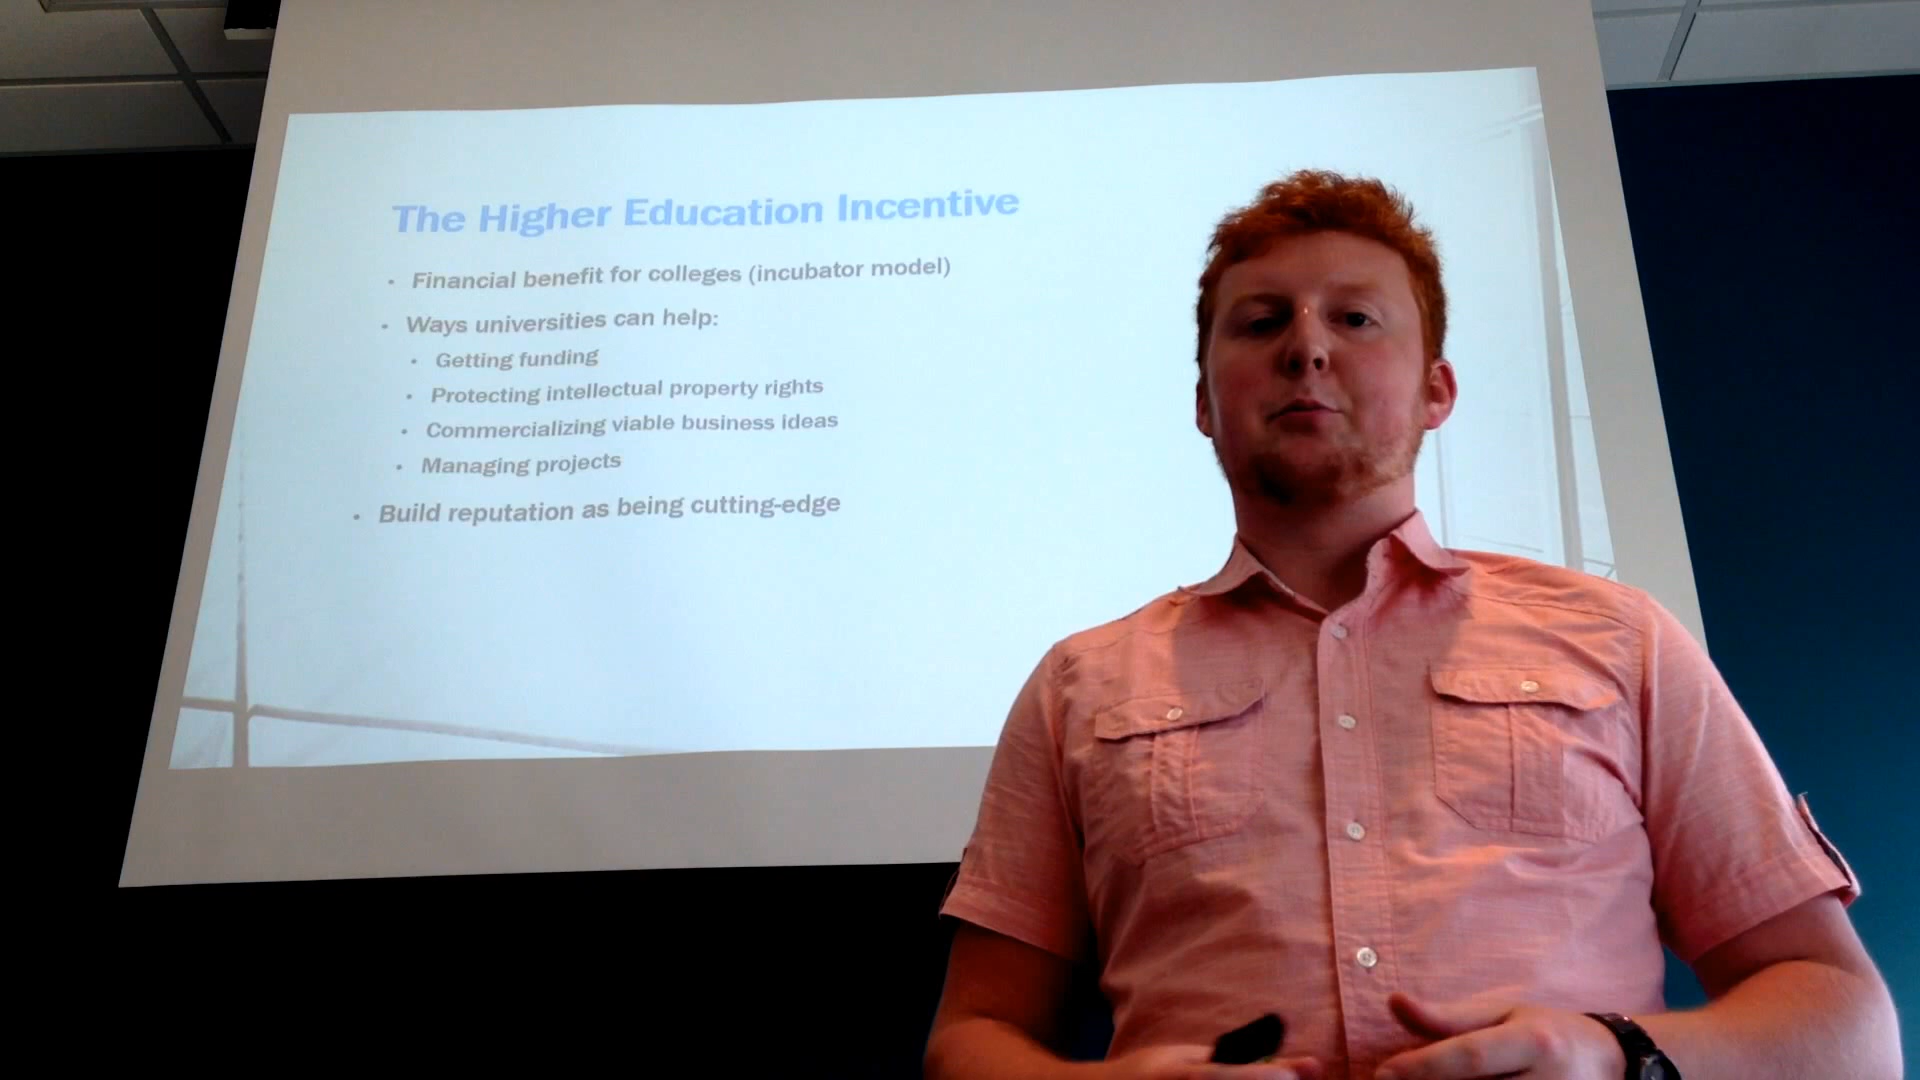 The Higher Education Incentive
• Financial benefit for colleges (incubator model)
• Ways universities can help:
• Getting funding
• Protecting intellectual property rights
• Commercializing viable business ideas
• Managing projects
• Build reputation as being cutting-edge